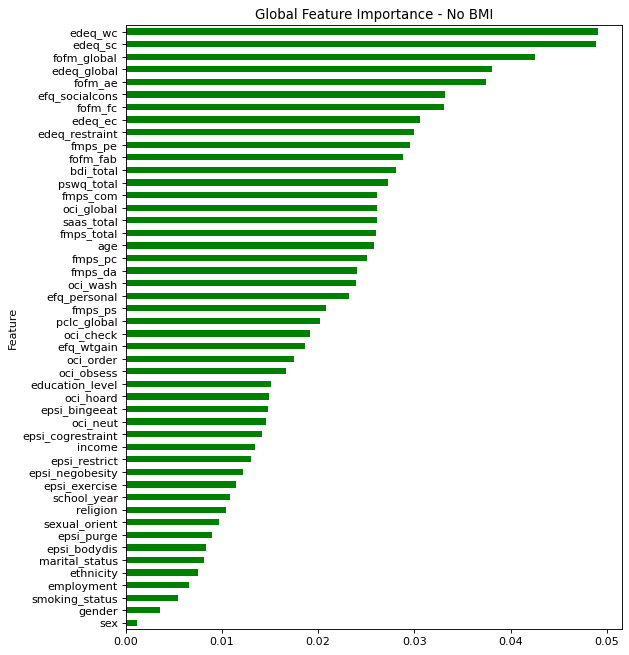 Global Feature Importance - No BMI
edeq_wc
edeq_sc
fofm_global
edeq_global
fofm_ae
efq_socialcons
fofm_fc
edeq_ec
edeq_restraint
fmps_pe
fofm_fab
bdi_total
pswq_total
fmps_com
oci_global
saas_total
fmps_total
age
fmps_pc
fmps_da
oci_wash
efq_personal
fmps_ps
pclc_global
oci_check
efq_wtgain
oci_order
oci_obsess
education_level
oci_hoard
epsi_bingeeat
oci_neut
epsi_cogrestraint
income
epsi_restrict
epsi_negobesity
epsi_exercise
school_year
religion
sexual_orient
epsi_purge
epsi_bodydis
marital_status
ethnicity
employment
smoking_status
gender
sex
Feature
0.00 0.01 0.02 0.03 0.04 0.05